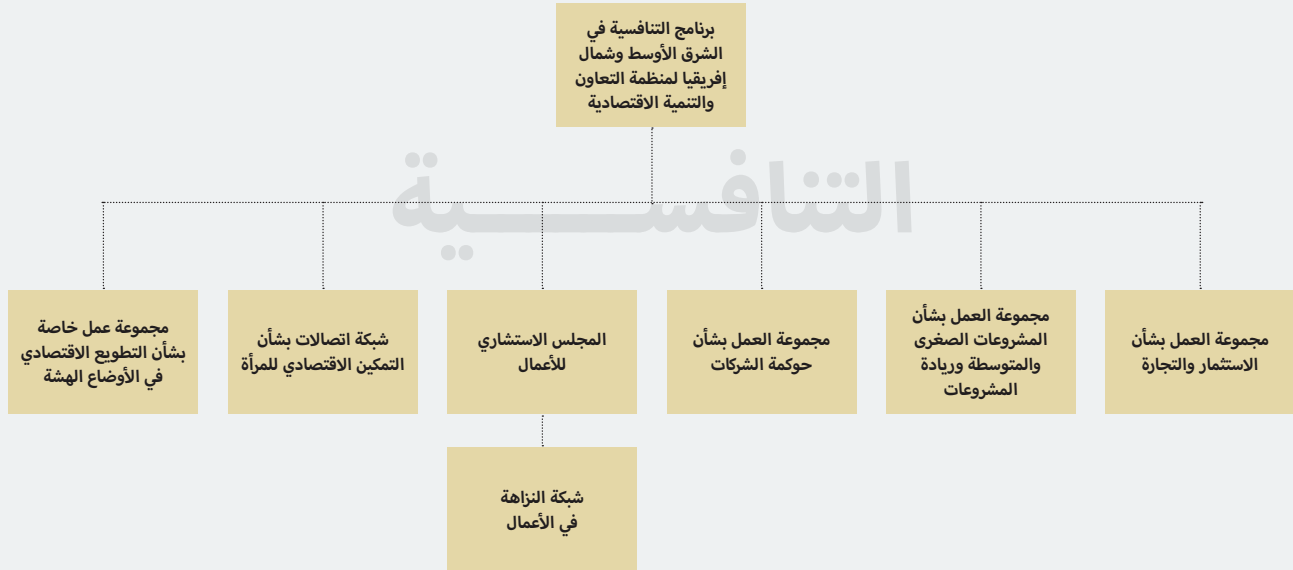 برنامج التنافسية في
الشرق الأوسط وشمال
إفريقيا لمنظمة التعاون
والتنمية الاقتصادية
التنافســـــــية
مجموعة العمل بشأن
الاستثمار والتجارة
مجموعة العمل بشأن
المشروعات الصغرى
والمتوسطة وريادة
المشروعات
مجموعة العمل بشأن
حوكمة الشركات
المجلس الاستشاري
للأعمال
شبكة اتصالات بشأن
التمكين الاقتصادي للمرأة
مجموعة عمل خاصة
بشأن التطويع الاقتصادي
في الأوضاع الهشة
شبكة النزاهة
في الأعمال